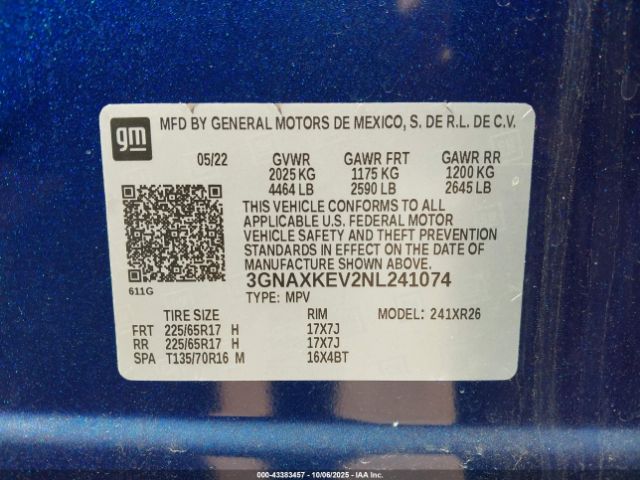 gm
MFD BY GENERAL MOTORS DE MEXICO, S. DE R.L. DE C.V.
05/22 GVWR GAWR FRT GAWR RR
2025 KG 1175 KG 1200 KG
4464 LB 2590 LB 2645 LB
THIS VEHICLE CONFORMS TO ALL
APPLICABLE U.S. FEDERAL MOTOR
VEHICLE SAFETY AND THEFT PREVENTION
STANDARDS IN EFFECT ON THE DATE OF
MANUFACTURE SHOWN ABOVE.
611G
3GNAXKEV2NL241074
TYPE: MPV
TIRE SIZE RIM MODEL: 241XR26
FRT 225/65R17 H 17X7J
RR 225/65R17 H 17X7J
SPA T135/70R16 M 16X4BT
000-43383457 - 10/06/2025 - IAA Inc.